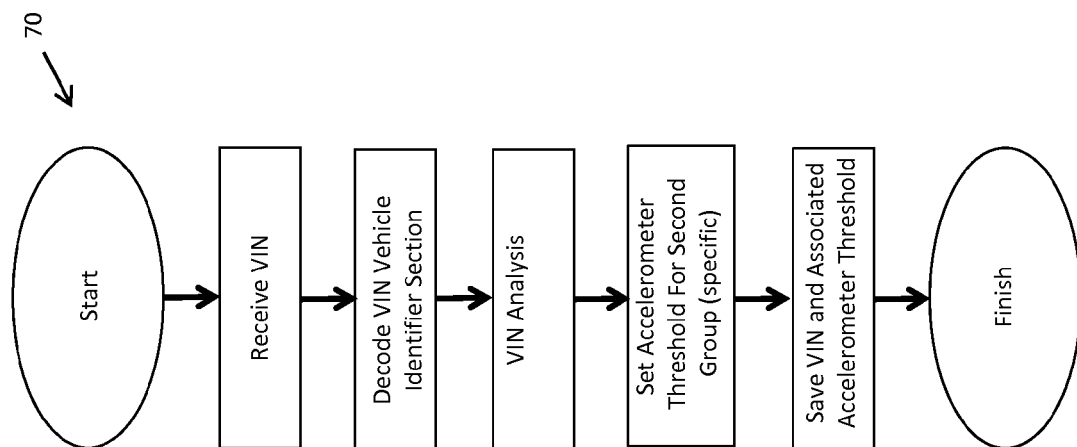 70
Start
Receive VIN
Decode VIN Vehicle
Identifier Section
VIN Analysis
Set Accelerometer
Threshold For Second
Group (specific)
Save VIN and Associated
Accelerometer Threshold
Finish